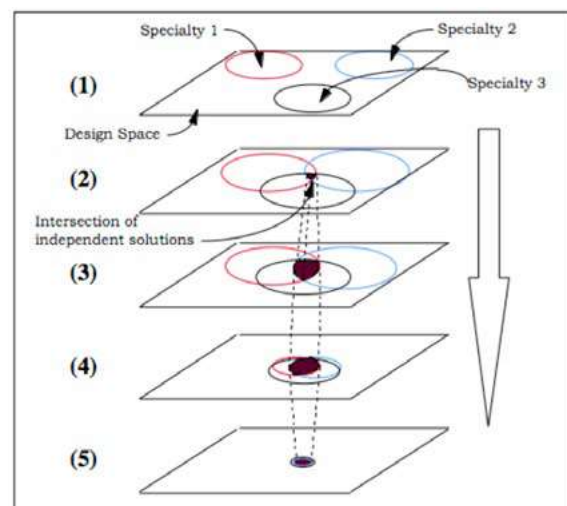 Specialty 1
Specialty 2
(1)
Specialty 3
Design Space
(2)
Intersection of
independent solutions
(3)
(4)
(5)